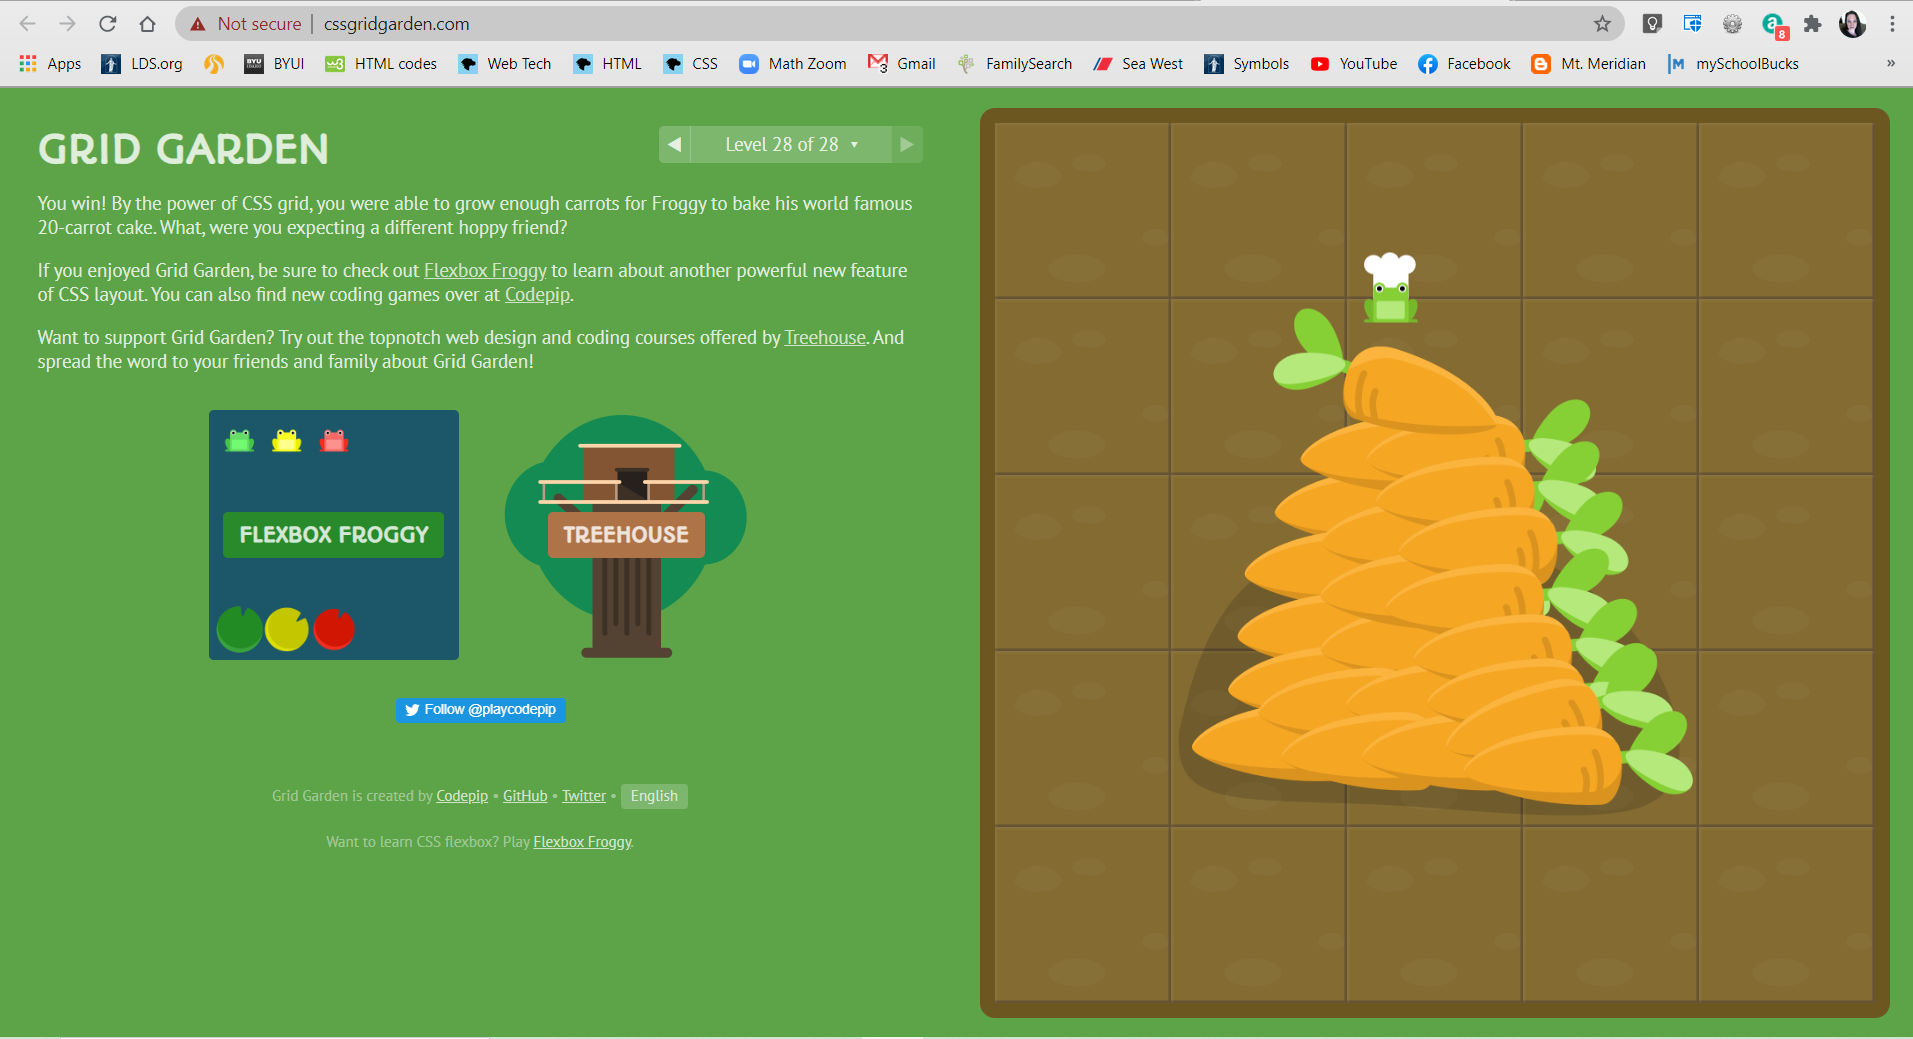 Not secure | cssgridgarden.com
8
Apps LDS.org BYU BYUI w3 HTML codes Web Tech HTML CSS Math Zoom 3 Gmail FamilySearch Sea West Symbols YouTube Facebook Mt. Meridian M mySchoolBucks »
GRID GARDEN
Level 28 of 28
You win! By the power of CSS grid, you were able to grow enough carrots for Froggy to bake his world famous
20-carrot cake. What, were you expecting a different hoppy friend?
If you enjoyed Grid Garden, be sure to check out Flexbox Froggy to learn about another powerful new feature
of CSS layout. You can also find new coding games over at Codepip.
Want to support Grid Garden? Try out the topnotch web design and coding courses offered by Treehouse. And
spread the word to your friends and family about Grid Garden!
FLEXBOX FROGGY
TREEHOUSE
Follow @playcodepip
Grid Garden is created by Codepip • GitHub • Twitter • English
Want to learn CSS flexbox? Play Flexbox Froggy.